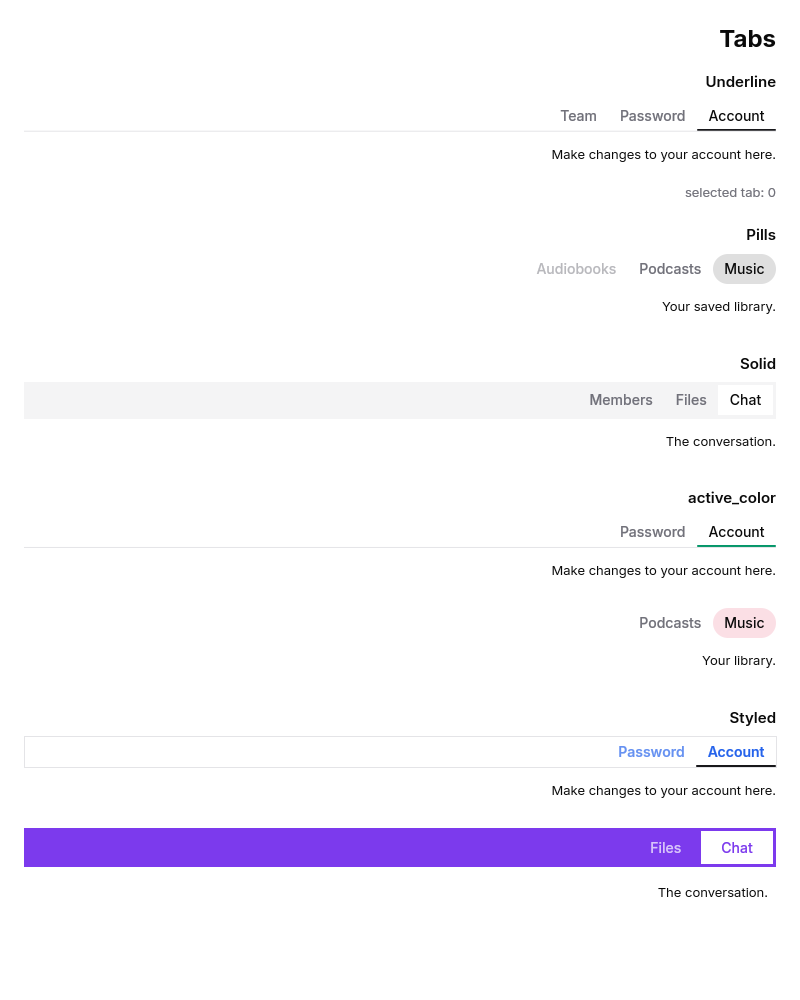 Tabs
Underline
Team Password Account
Make changes to your account here.
selected tab: 0
Pills
Audiobooks Podcasts Music
Your saved library.
Solid
Members Files Chat
The conversation.
active_color
Password Account
Make changes to your account here.
Podcasts Music
Your library.
Styled
Password Account
Make changes to your account here.
Files Chat
The conversation.